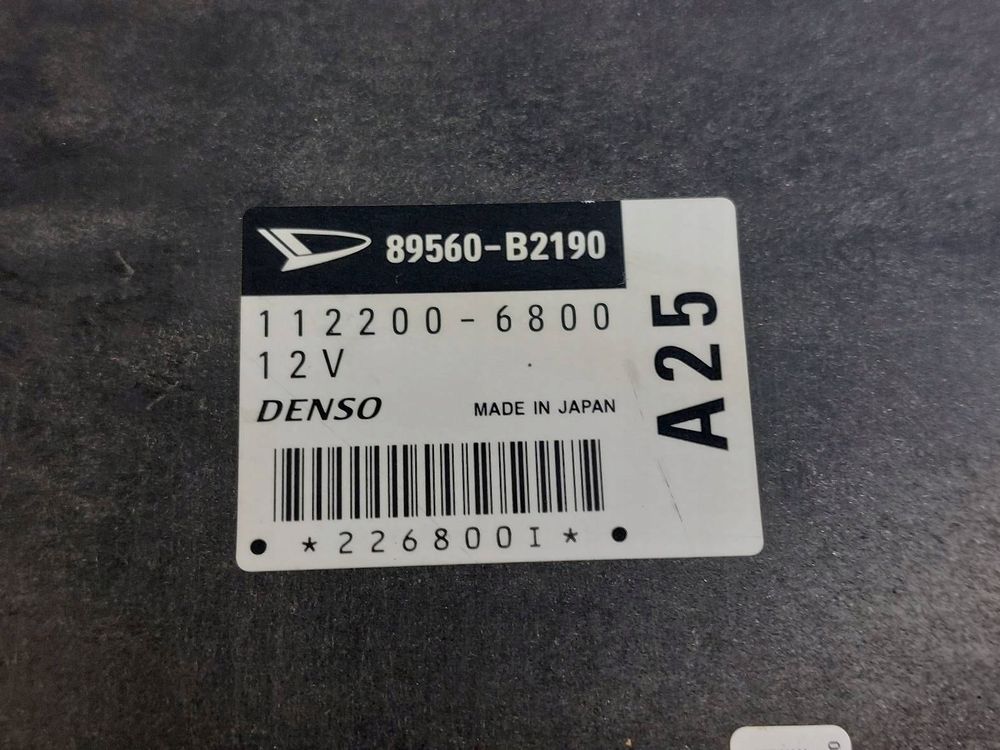 89560-B2190
112200-6800
12V
DENSO MADE IN JAPAN
*226800I*
A25